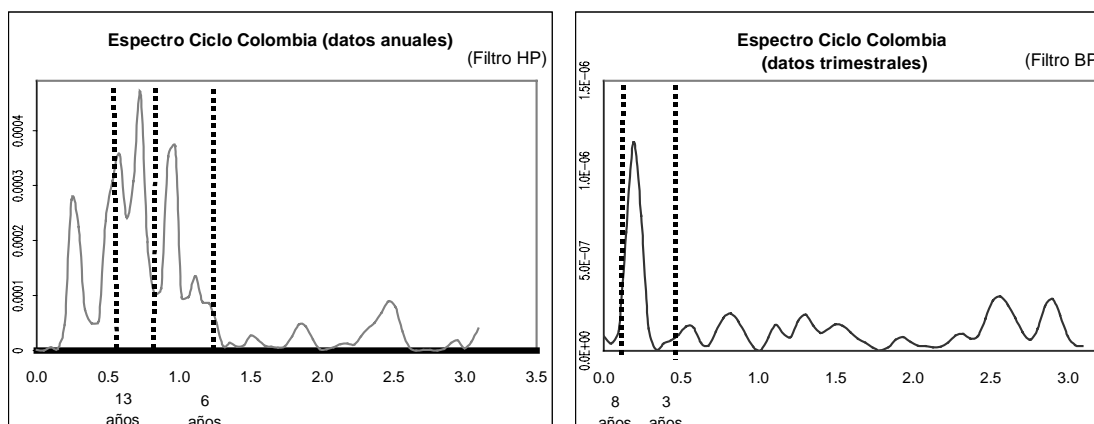 Espectro Ciclo Colombia (datos anuales)
(Filtro HP)
0.0004
0.0003
0.0002
0.0001
0
0.0 0.5 1.0 1.5 2.0 2.5 3.0 3.5
13 6
años años
Espectro Ciclo Colombia
(datos trimestrales)
(Filtro BP
1.5E-06
1.0E-06
5.0E-07
0.0E+00
0.0 0.5 1.0 1.5 2.0 2.5 3.0
8 3
años años